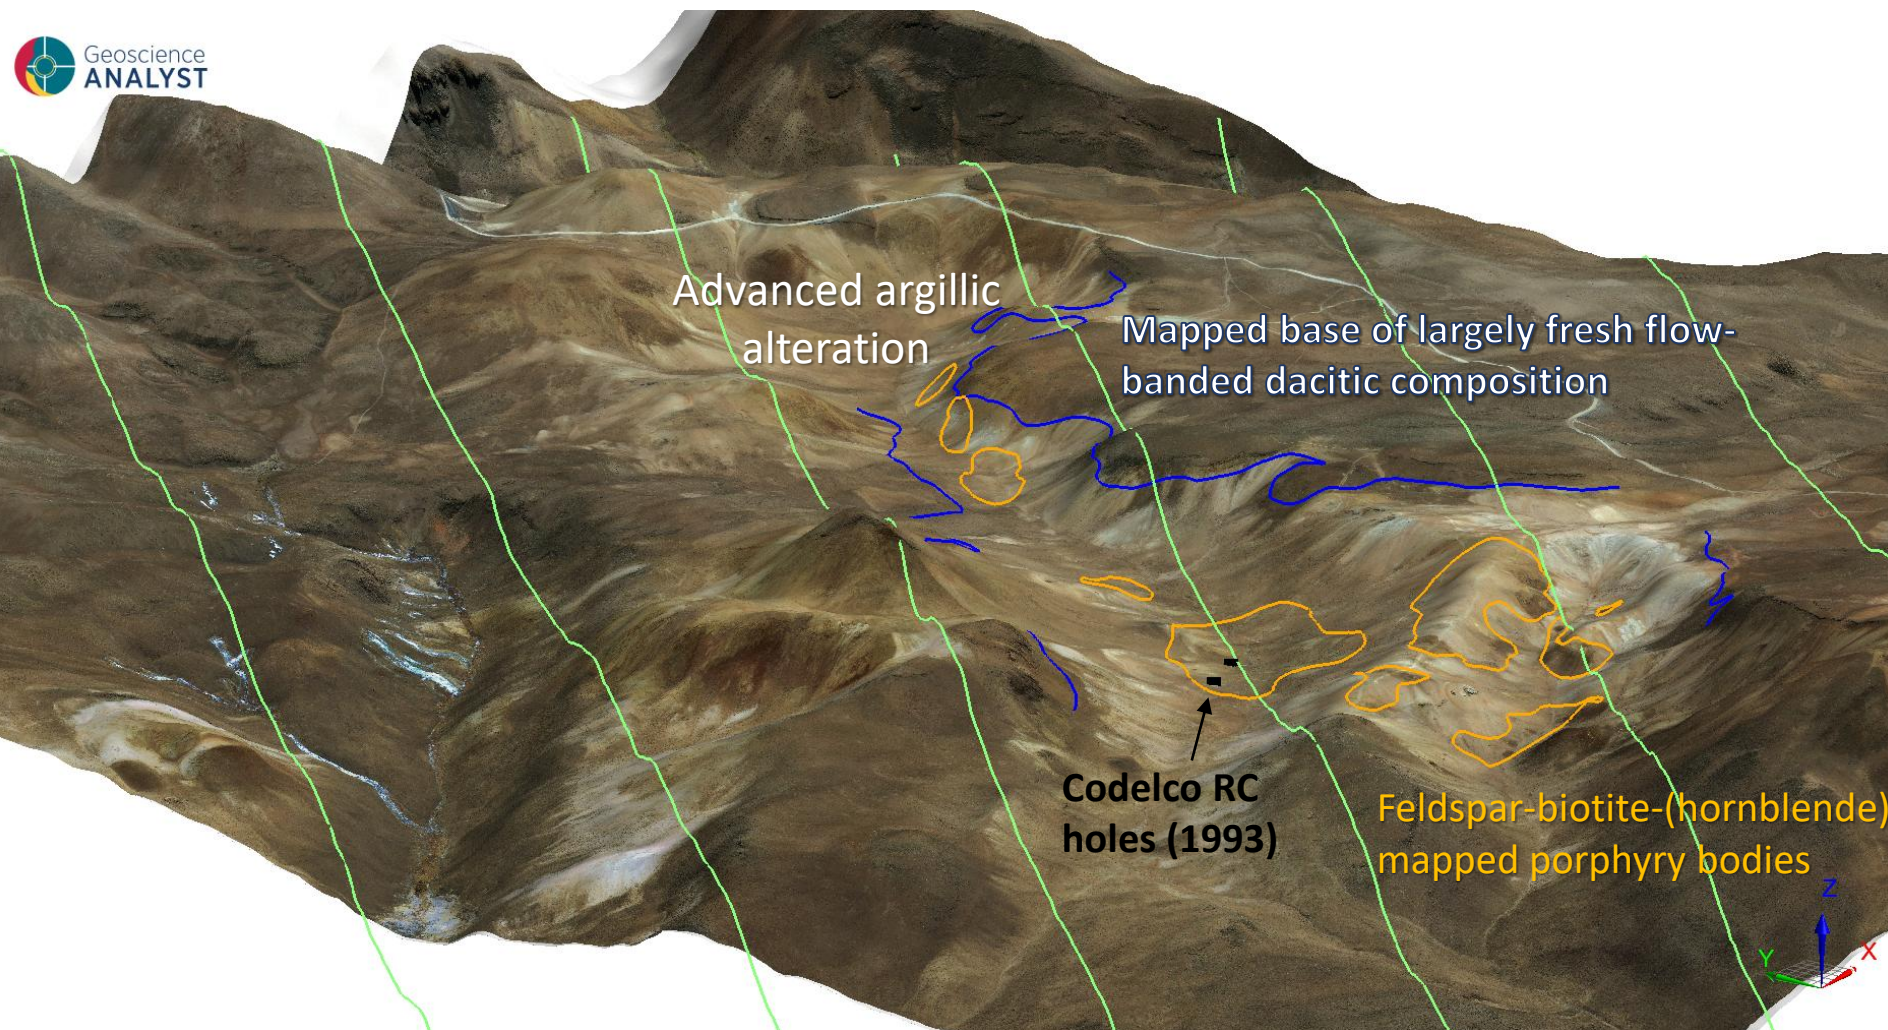 Geoscience
ANALYST
Advanced argillic
alteration
Mapped base of largely fresh flow-
banded dacitic composition
Codelco RC
holes (1993)
Feldspar-biotite-(hornblende)
mapped porphyry bodies
Z
Y
X